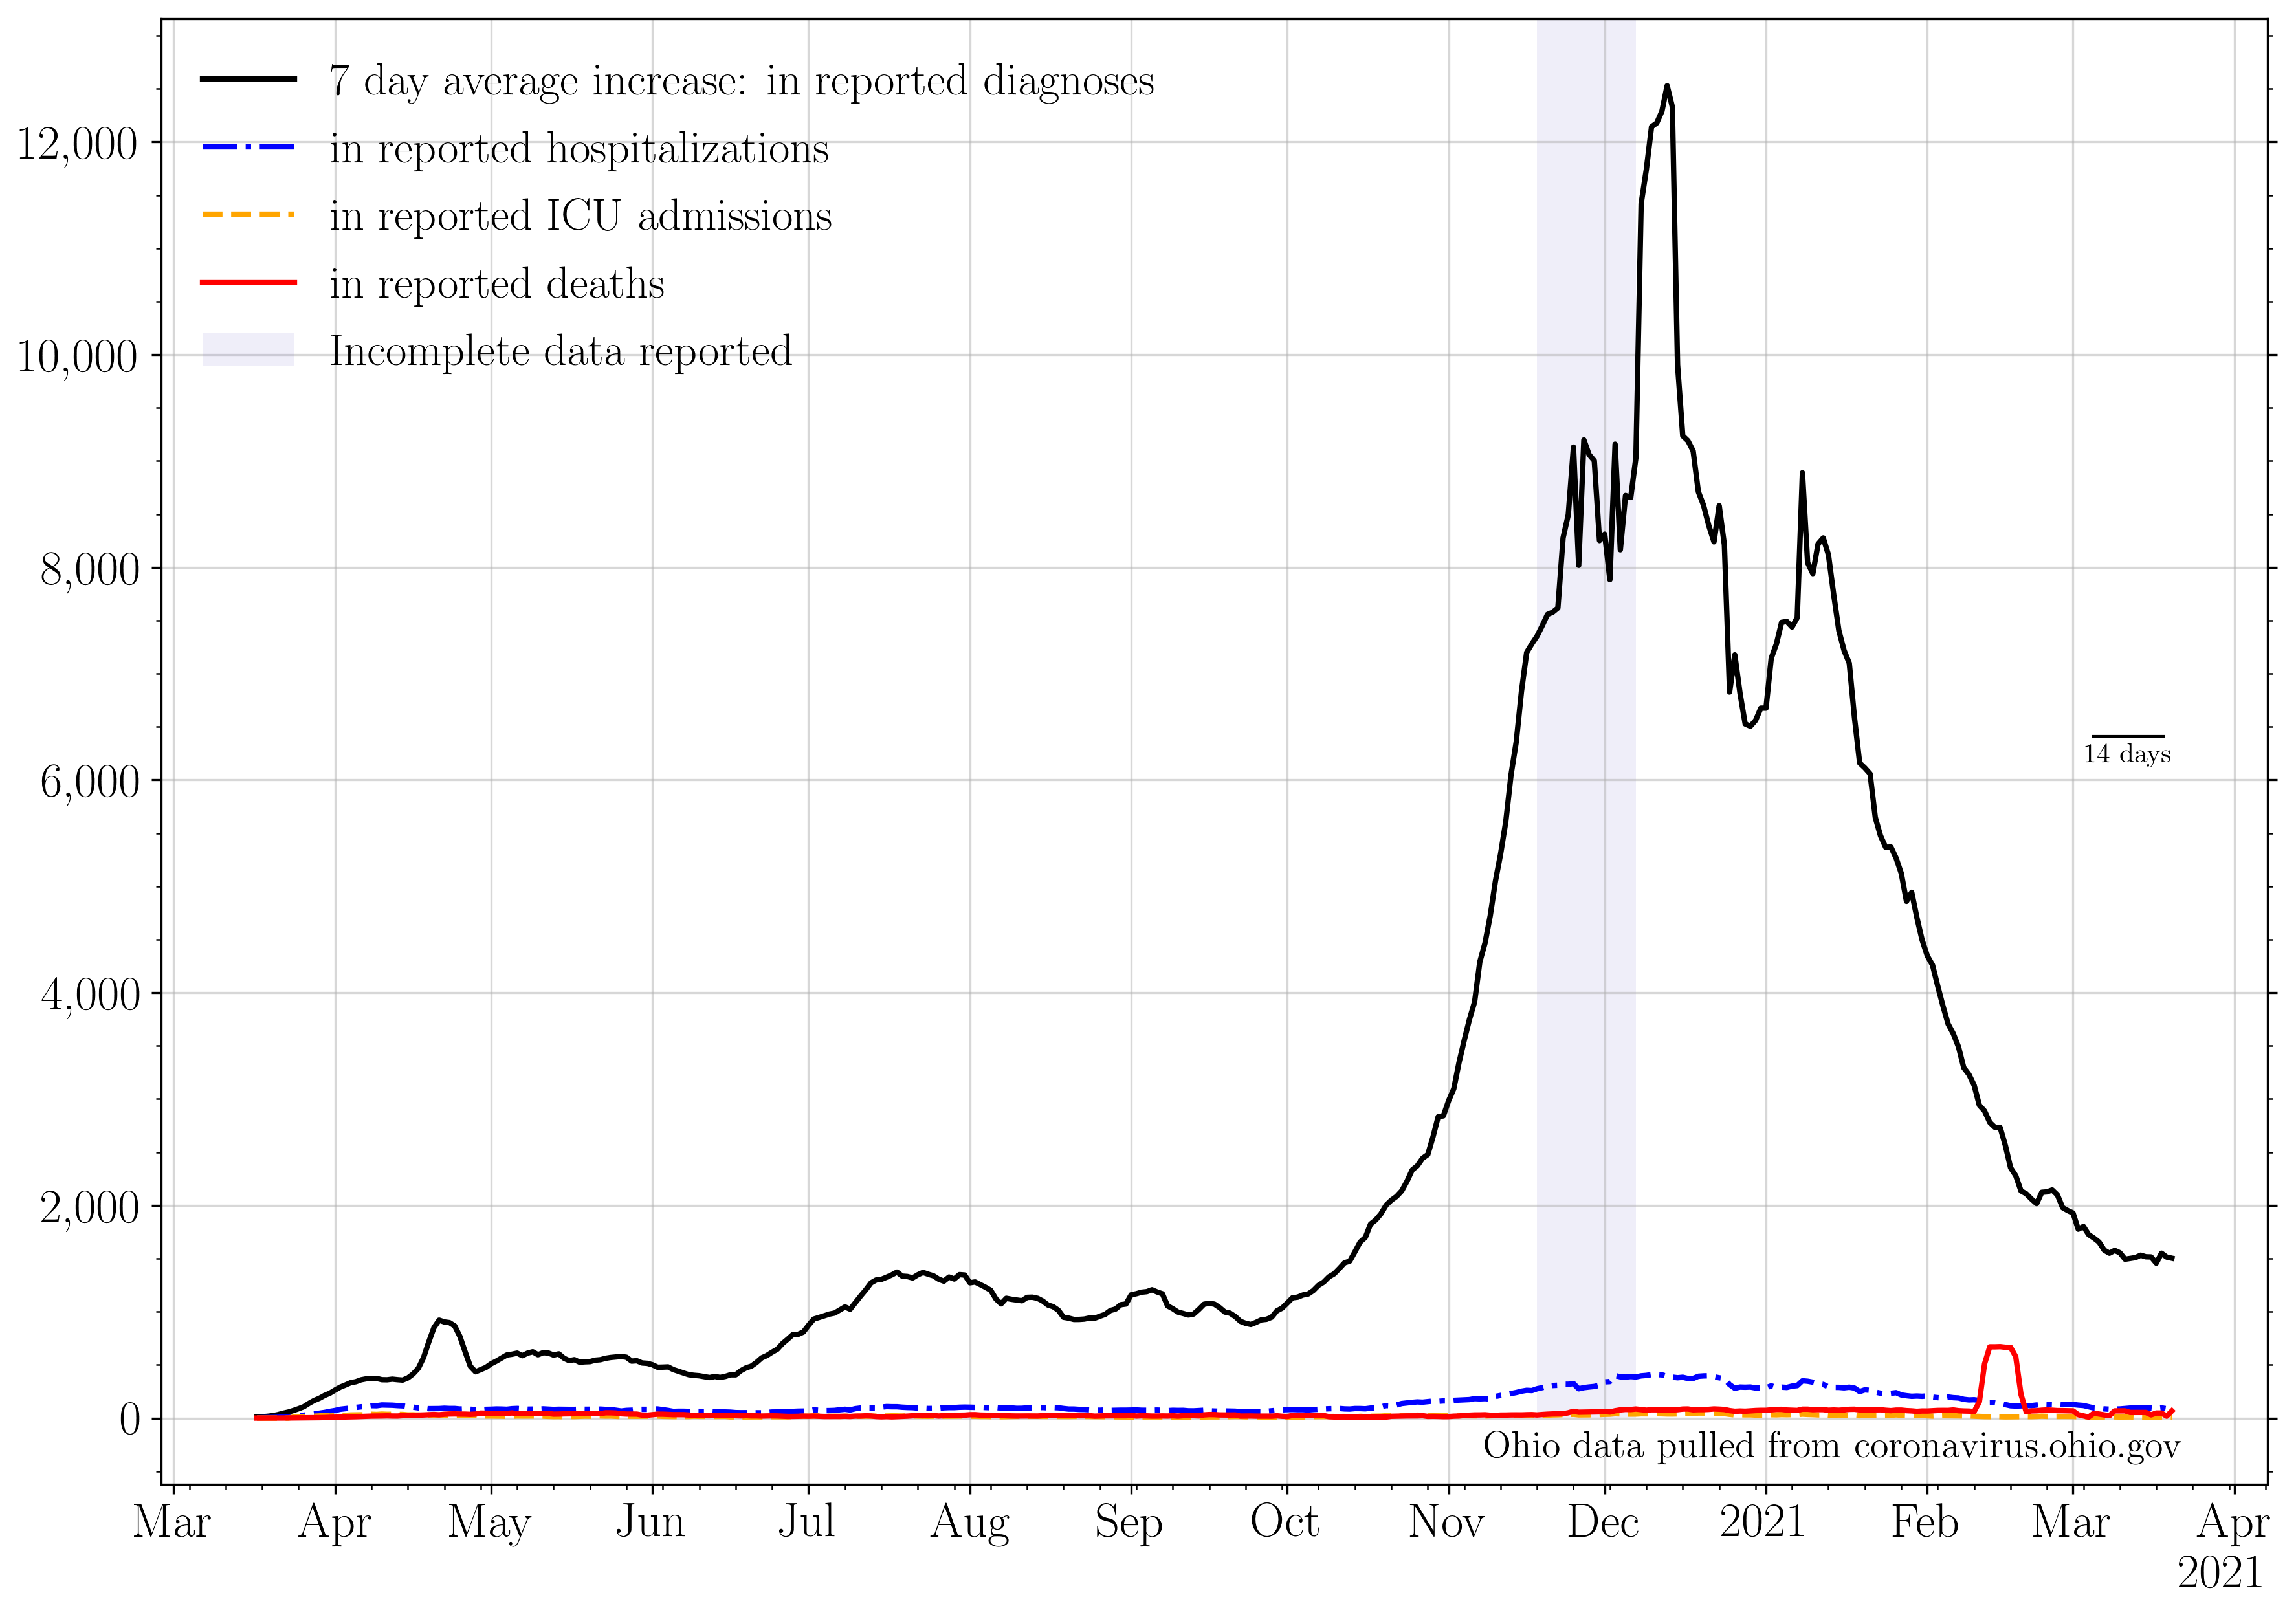 7 day average increase: in reported diagnoses
in reported hospitalizations
in reported ICU admissions
in reported deaths
Incomplete data reported
12,000
10,000
8,000
6,000
4,000
2,000
0
14 days
Ohio data pulled from coronavirus.ohio.gov
Mar Apr May Jun Jul Aug Sep Oct Nov Dec 2021 Feb Mar Apr
2021